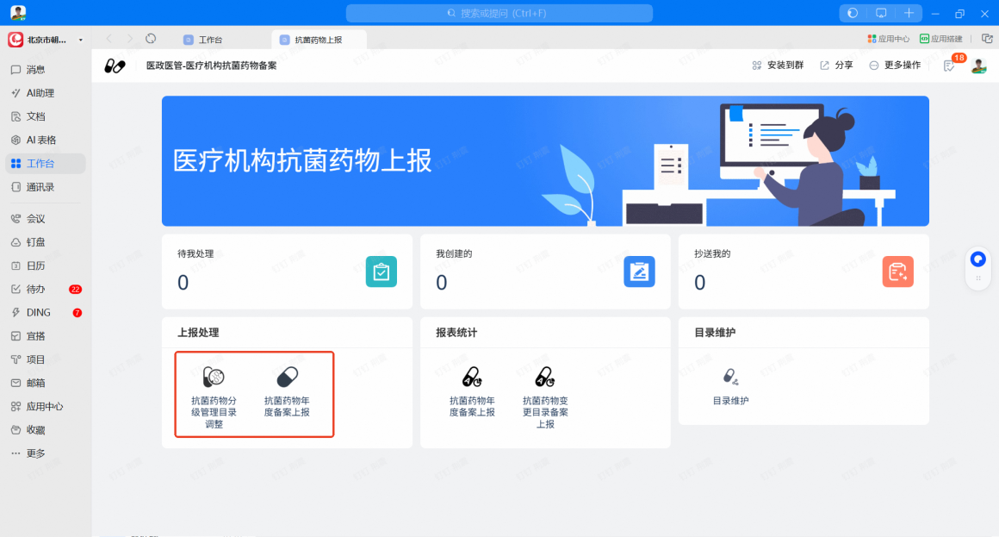 搜索或提问 (Ctrl+F)
北京市朝...
工作台
抗菌药物上报
应用中心
应用搭建
消息
AI助理
文档
AI 表格
工作台
通讯录
会议
钉盘
日历
待办
22
DING
7
宜搭
项目
邮箱
应用中心
收藏
更多
医政医管-医疗机构抗菌药物备案
安装到群
分享
更多操作
18
医疗机构抗菌药物上报
待我处理
0
我创建的
0
抄送我的
0
上报处理
抗菌药物分
级管理目录
调整
抗菌药物年
度备案上报
报表统计
抗菌药物年
度备案上报
抗菌药物变
更目录备案
上报
目录维护
目录维护